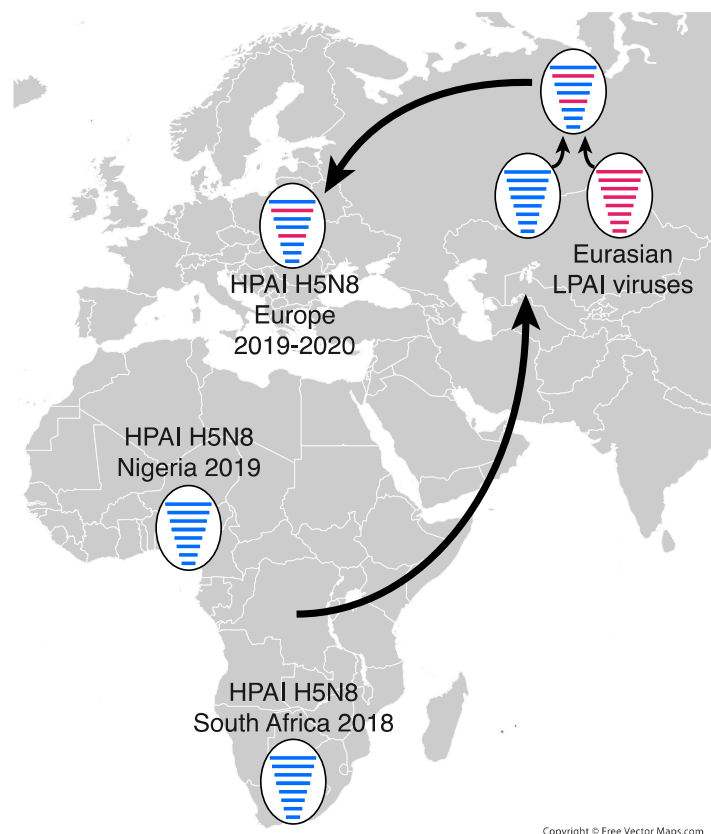 Eurasian
LPAI viruses
HPAI H5N8
Europe
2019-2020
HPAI H5N8
Nigeria 2019
HPAI H5N8
South Africa 2018
Copyright © Free Vector Maps.com